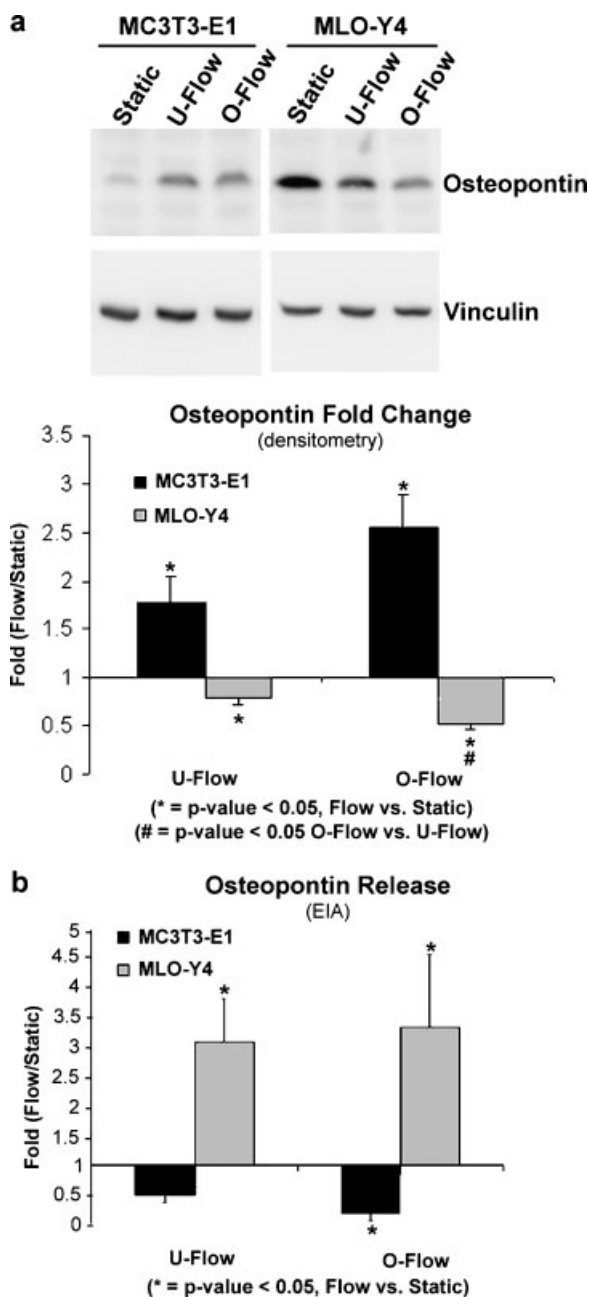 a
MC3T3-E1 MLO-Y4
Static U-Flow O-Flow Static U-Flow O-Flow
Osteopontin
Vinculin
Osteopontin Fold Change
(densitometry)
MC3T3-E1
MLO-Y4
Fold (Flow/Static)
3.5
3
2.5
2
1.5
1
0.5
0
*
*
*
*
#
U-Flow O-Flow
(* = p-value < 0.05, Flow vs. Static)
(# = p-value < 0.05 O-Flow vs. U-Flow)
b
Osteopontin Release
(EIA)
MC3T3-E1
MLO-Y4
Fold (Flow/Static)
5
4.5
4
3.5
3
2.5
2
1.5
1
0.5
0
*
*
*
U-Flow O-Flow
(* = p-value < 0.05, Flow vs. Static)